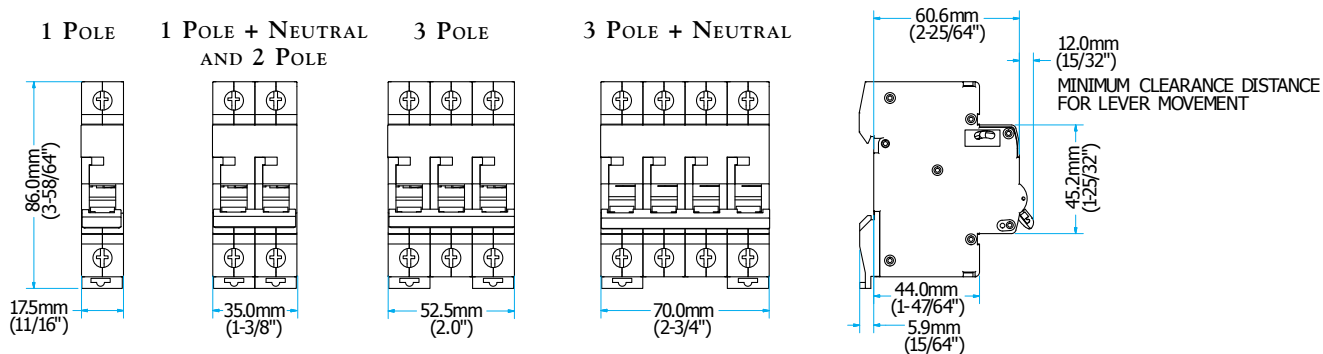 1 POLE
1 POLE + NEUTRAL
AND 2 POLE
3 POLE
3 POLE + NEUTRAL
60.6mm
(2-25/64")
12.0mm
(15/32")
MINIMUM CLEARANCE DISTANCE
FOR LEVER MOVEMENT
86.0mm
(3-58/64")
45.2mm
(1-25/32")
17.5mm
(11/16")
35.0mm
(1-3/8")
52.5mm
(2.0")
70.0mm
(2-3/4")
44.0mm
(1-47/64")
5.9mm
(15/64")